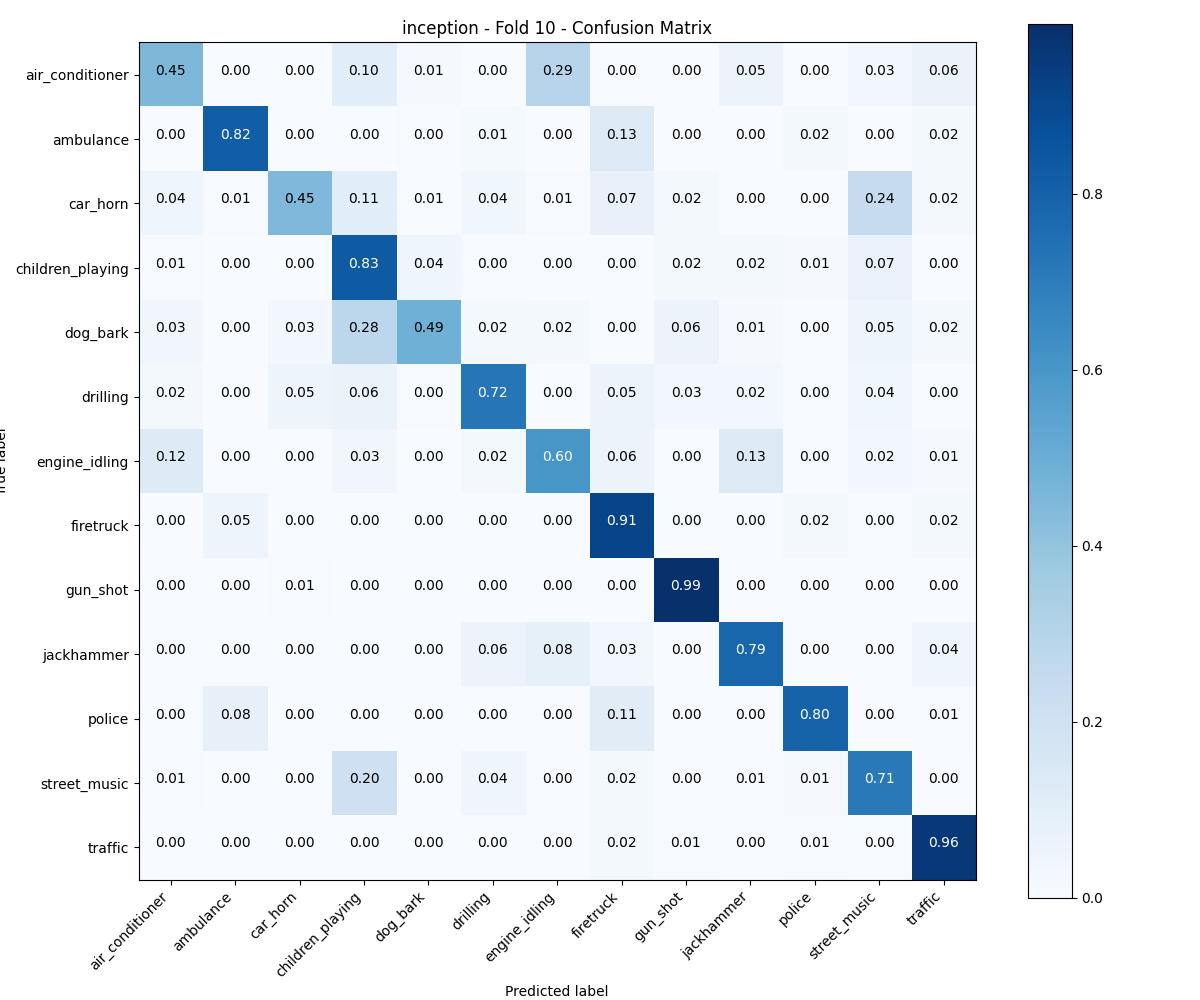 inception - Fold 10 - Confusion Matrix
air_conditioner 0.45 0.00 0.00 0.10 0.01 0.00 0.29 0.00 0.00 0.05 0.00 0.03 0.06
ambulance 0.00 0.82 0.00 0.00 0.00 0.01 0.00 0.13 0.00 0.00 0.02 0.00 0.02
car_horn 0.04 0.01 0.45 0.11 0.01 0.04 0.01 0.07 0.02 0.00 0.00 0.24 0.02
children_playing 0.01 0.00 0.00 0.83 0.04 0.00 0.00 0.00 0.02 0.02 0.01 0.07 0.00
dog_bark 0.03 0.00 0.03 0.28 0.49 0.02 0.02 0.00 0.06 0.01 0.00 0.05 0.02
drilling 0.02 0.00 0.05 0.06 0.00 0.72 0.00 0.05 0.03 0.02 0.00 0.04 0.00
engine_idling 0.12 0.00 0.00 0.03 0.00 0.02 0.60 0.06 0.00 0.13 0.00 0.02 0.01
firetruck 0.00 0.05 0.00 0.00 0.00 0.00 0.00 0.91 0.00 0.00 0.02 0.00 0.02
gun_shot 0.00 0.00 0.01 0.00 0.00 0.00 0.00 0.00 0.99 0.00 0.00 0.00 0.00
jackhammer 0.00 0.00 0.00 0.00 0.00 0.06 0.08 0.03 0.00 0.79 0.00 0.00 0.04
police 0.00 0.08 0.00 0.00 0.00 0.00 0.00 0.11 0.00 0.00 0.80 0.00 0.01
street_music 0.01 0.00 0.00 0.20 0.00 0.04 0.00 0.02 0.00 0.01 0.01 0.71 0.00
traffic 0.00 0.00 0.00 0.00 0.00 0.00 0.00 0.02 0.01 0.00 0.01 0.00 0.96
air_conditioner ambulance car_horn children_playing dog_bark drilling engine_idling firetruck gun_shot jackhammer police street_music traffic
Predicted label
0.8
0.6
0.4
0.2
0.0